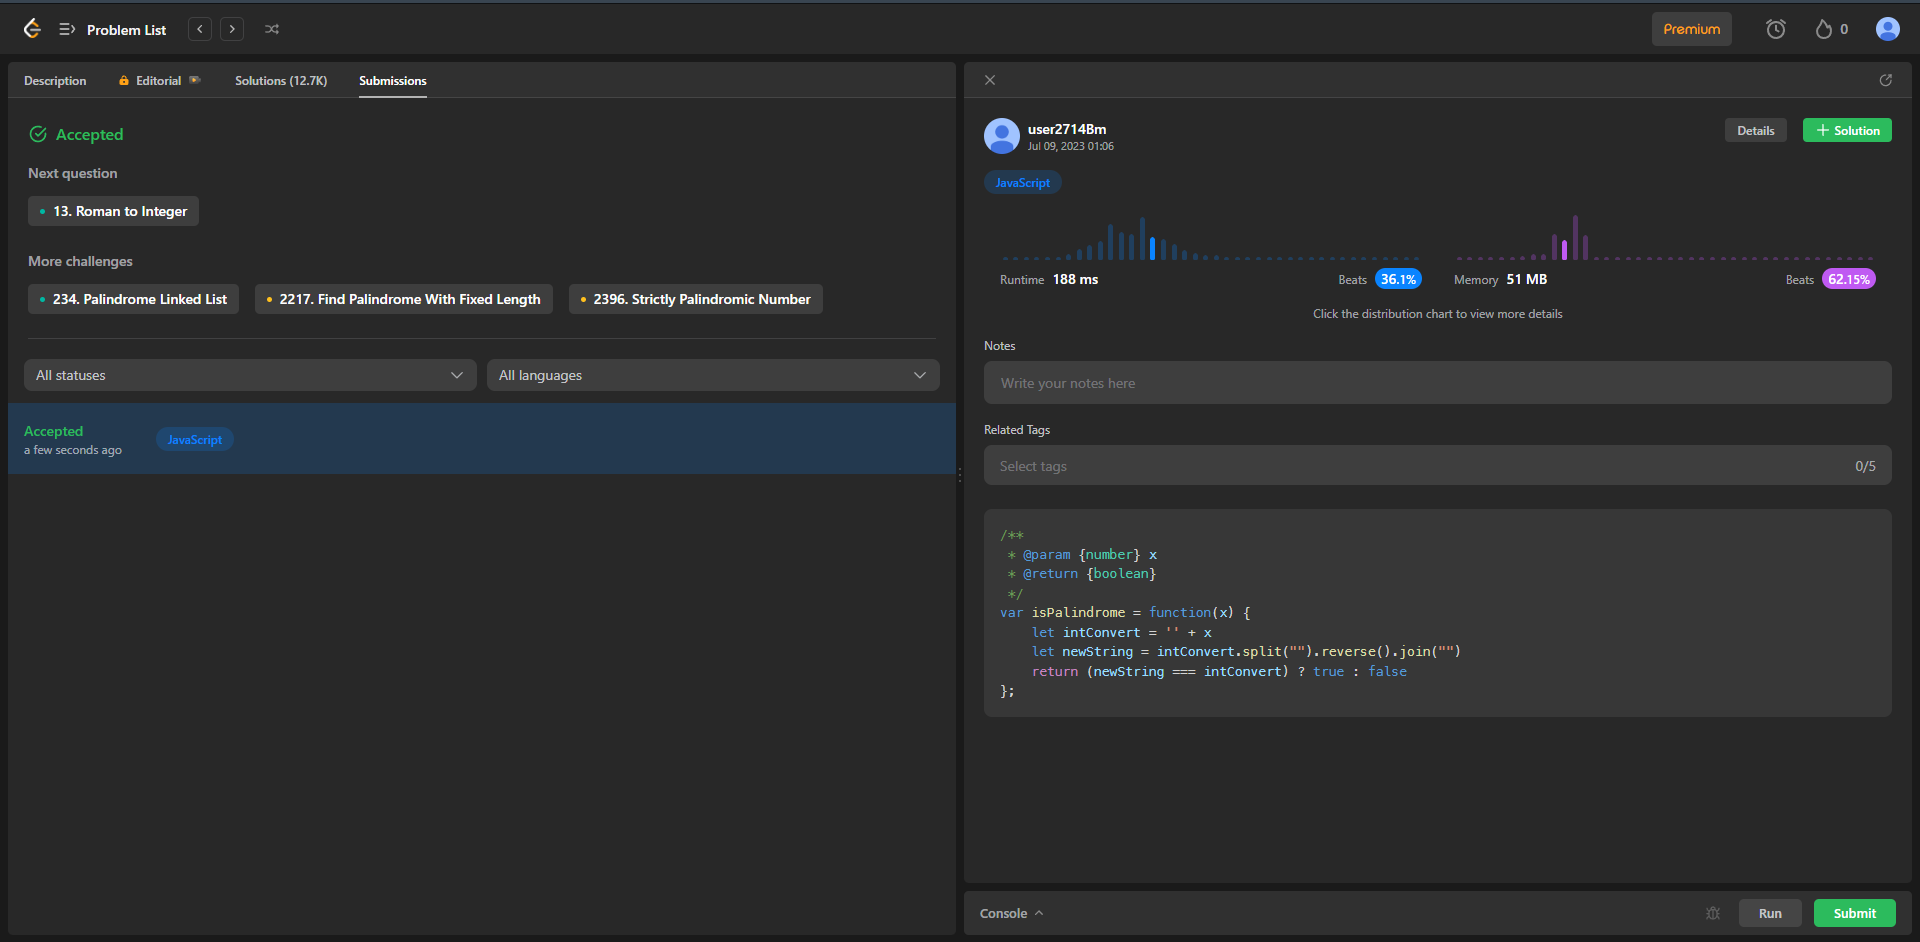 Problem List
Premium
0
Description
Editorial
Solutions (12.7K)
Submissions
Accepted
Next question
13. Roman to Integer
More challenges
234. Palindrome Linked List
2217. Find Palindrome With Fixed Length
2396. Strictly Palindromic Number
All statuses
All languages
Accepted
a few seconds ago
JavaScript
user2714Bm
Jul 09, 2023 01:06
Details
+ Solution
JavaScript
Runtime 188 ms
Beats 36.1%
Memory 51 MB
Beats 62.15%
Click the distribution chart to view more details
Notes
Write your notes here
Related Tags
Select tags
0/5
/**
 * @param {number} x
 * @return {boolean}
 */
var isPalindrome = function(x) {
    let intConvert = '' + x
    let newString = intConvert.split("").reverse().join("")
    return (newString === intConvert) ? true : false
};
Console
Run
Submit